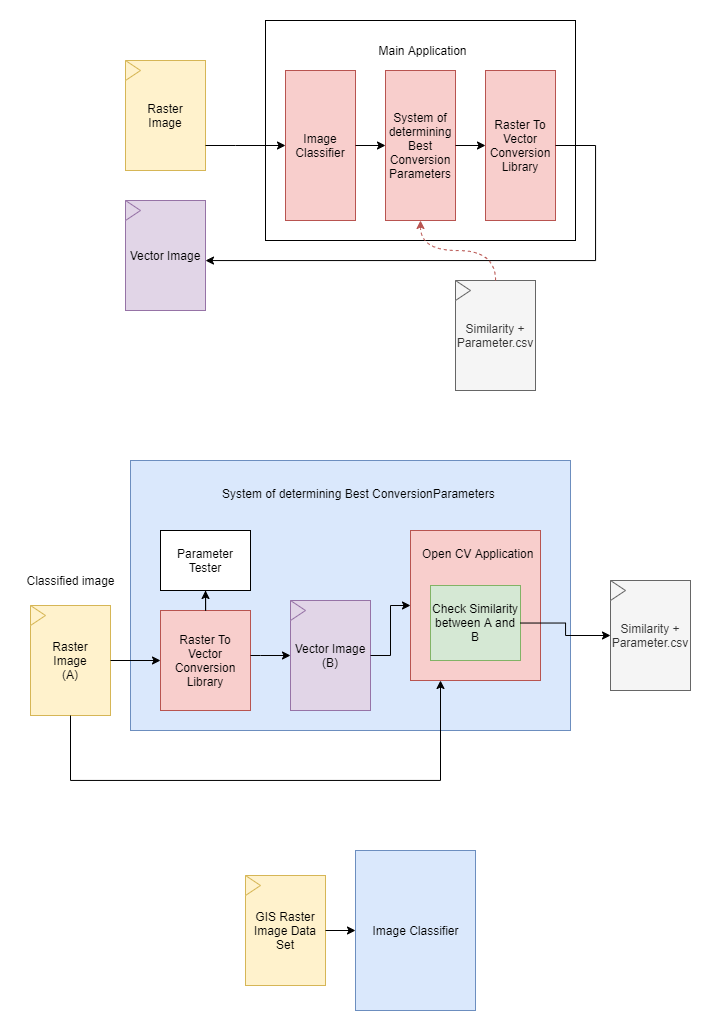 Main Application
Raster
Image
Image
Classifier
System of
determining
Best
Conversion
Parameters
Raster To
Vector
Conversion
Library
Vector Image
Similarity +
Parameter.csv
System of determining Best ConversionParameters
Parameter
Tester
Open CV Application
Classified image
Check Similarity
between A and
B
Raster
Image
(A)
Raster To
Vector
Conversion
Library
Vector Image
(B)
Similarity +
Parameter.csv
GIS Raster
Image Data
Set
Image Classifier